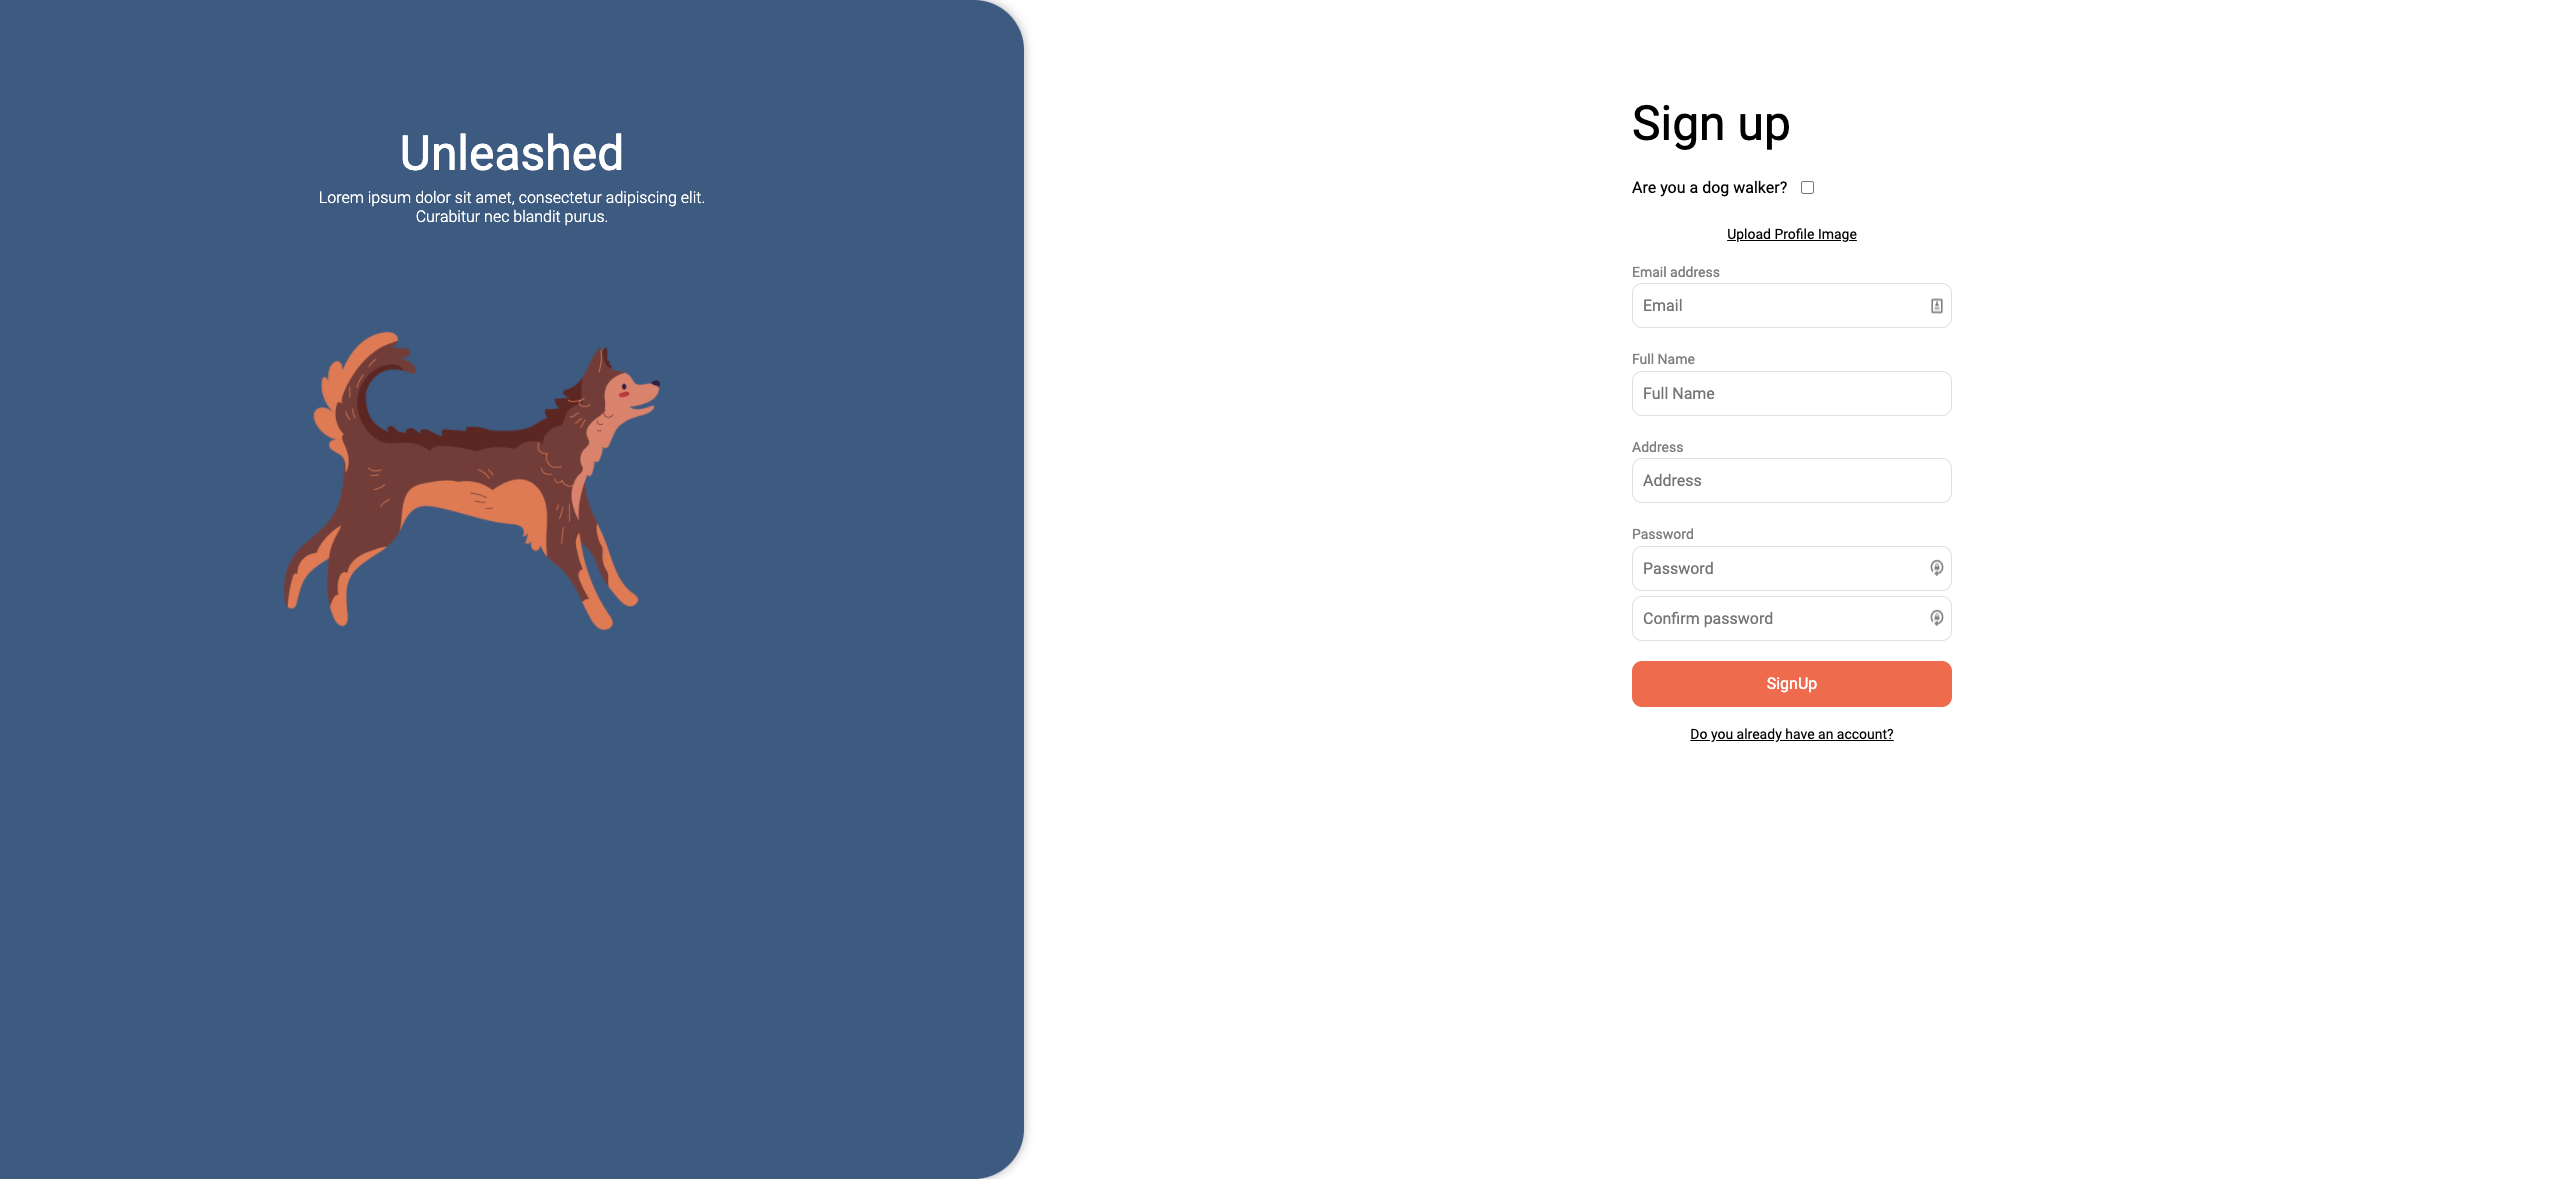 Unleashed
Lorem ipsum dolor sit amet, consectetur adipiscing elit.
Curabitur nec blandit purus.
Sign up
Are you a dog walker?
Upload Profile Image
Email address
Email
Full Name
Full Name
Address
Address
Password
Password
Confirm password
SignUp
Do you already have an account?